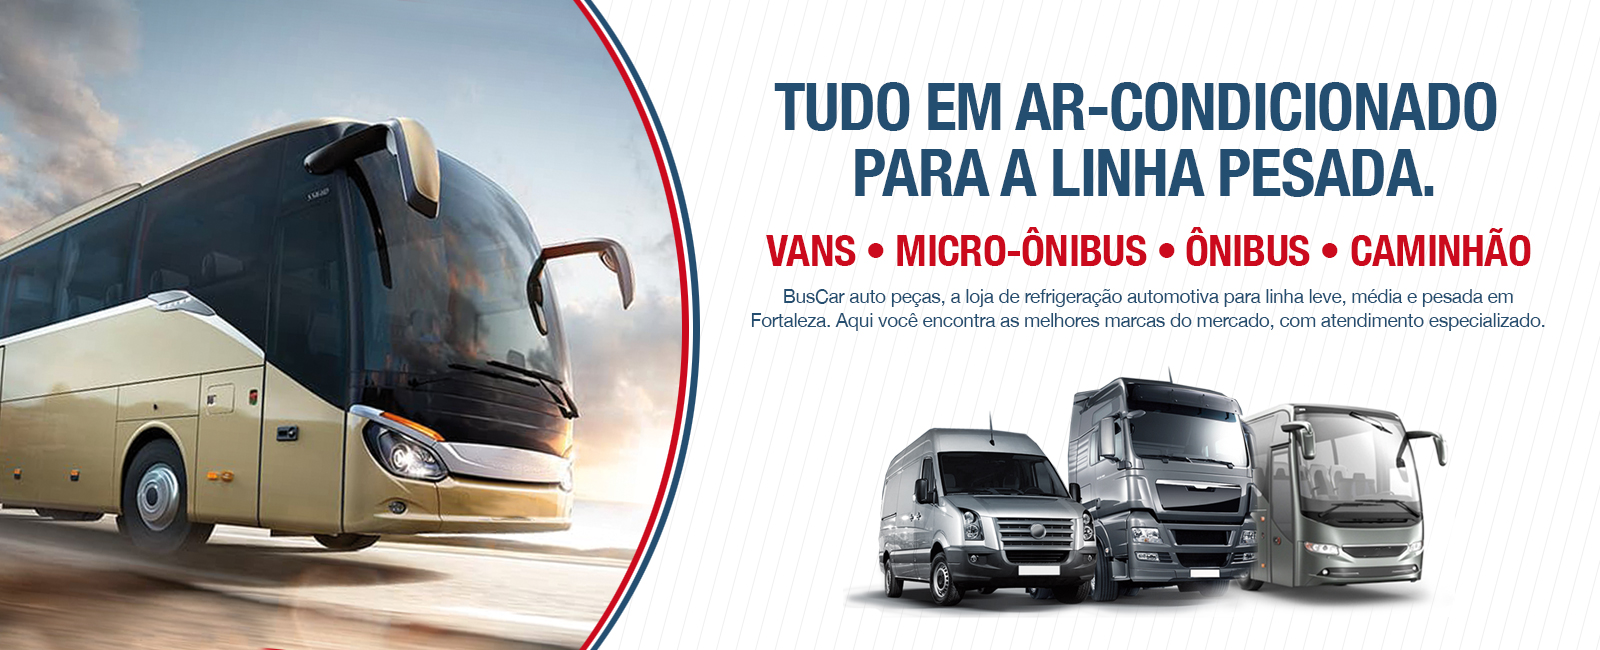 TUDO EM AR-CONDICIONADO
PARA A LINHA PESADA.
VANS • MICRO-ÔNIBUS • ÔNIBUS • CAMINHÃO
BusCar auto peças, a loja de refrigeração automotiva para linha leve, média e pesada em
Fortaleza. Aqui você encontra as melhores marcas do mercado, com atendimento especializado.